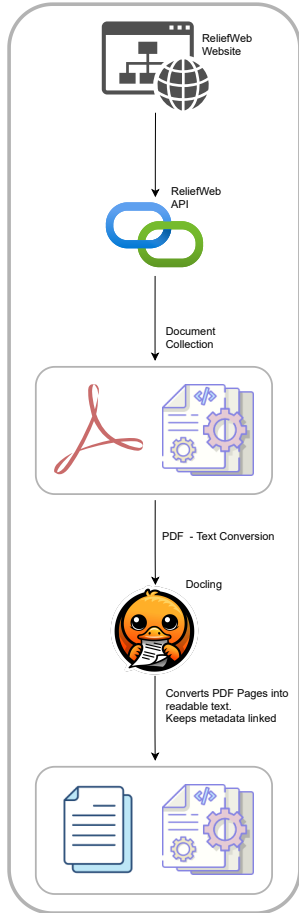 ReliefWeb
Website
ReliefWeb
API
Document
Collection
</>
PDF - Text Conversion
Docling
Converts PDF Pages into
readable text.
Keeps metadata linked
</>